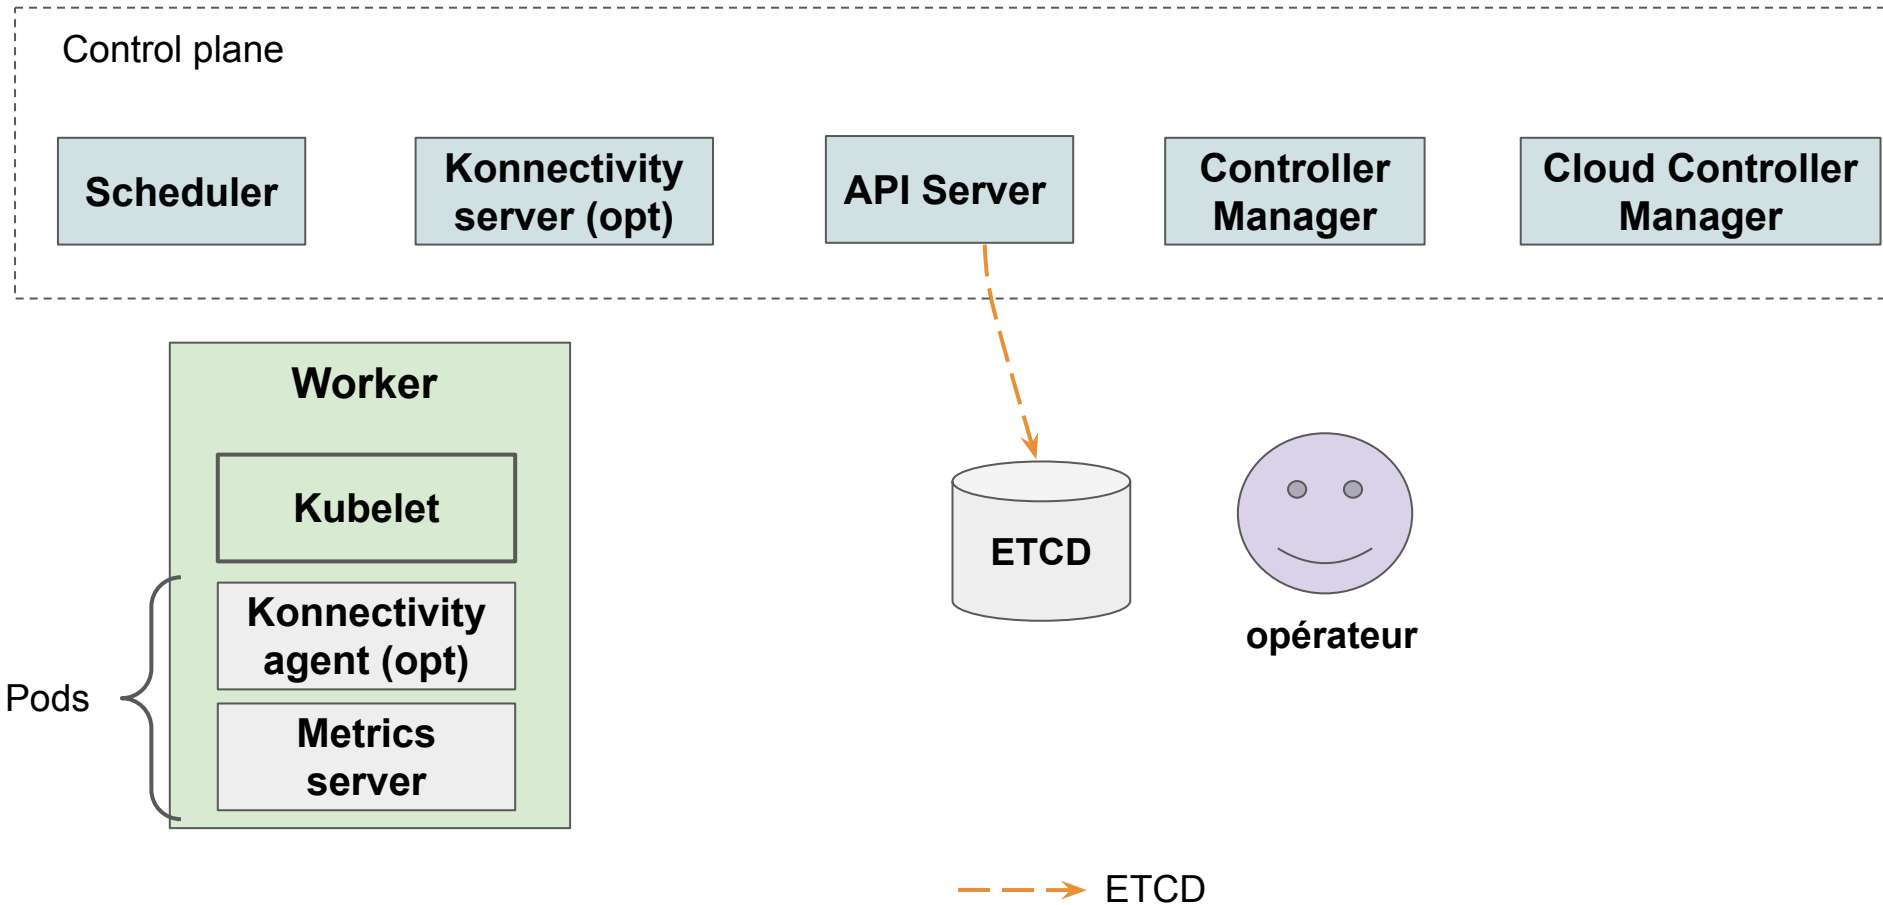 Control plane
Scheduler
Konnectivity
server (opt)
API Server
Controller
Manager
Cloud Controller
Manager
Worker
Kubelet
Konnectivity
agent (opt)
Metrics
server
Pods
ETCD
opérateur
ETCD